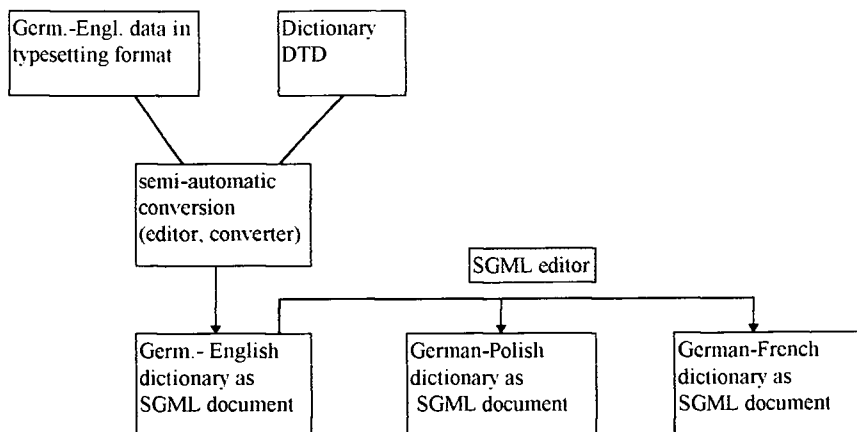 Germ.-Engl. data in
typesetting format
Dictionary
DTD
semi-automatic
conversion
(editor, converter)
SGML editor
Germ.- English
dictionary as
SGML document
German-Polish
dictionary as
SGML document
German-French
dictionary as
SGML document